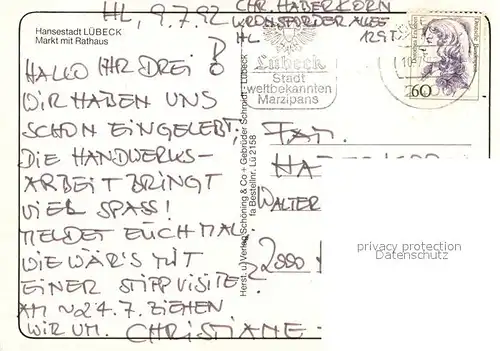 Hansestadt LÜBECK
Markt mit Rathaus
HL, 9.7.92
CHR. HABERKORN
HL
HALLO IHR DREI
WIR HABEN UNS
SCHON EINGELEBT,
DIE HANDWERKS-
ARBEIT BRINGT
VIEL SPASS!
MELDET EUCH MAL.
WIE WÄR'S MIT
EINER STIPPVISITE?
AM ~24.7. ZIEHEN
WIR UM. CHRISTIANE
Herst. u. Verlag Schöning & Co + Gebrüder Schmidt · Lübeck
Bestellnr. Lü 2158
Lübeck
Stadt
weltbekannten
Marzipans
60
FAM.
WALTER
2000
privacy protection
Datenschutz